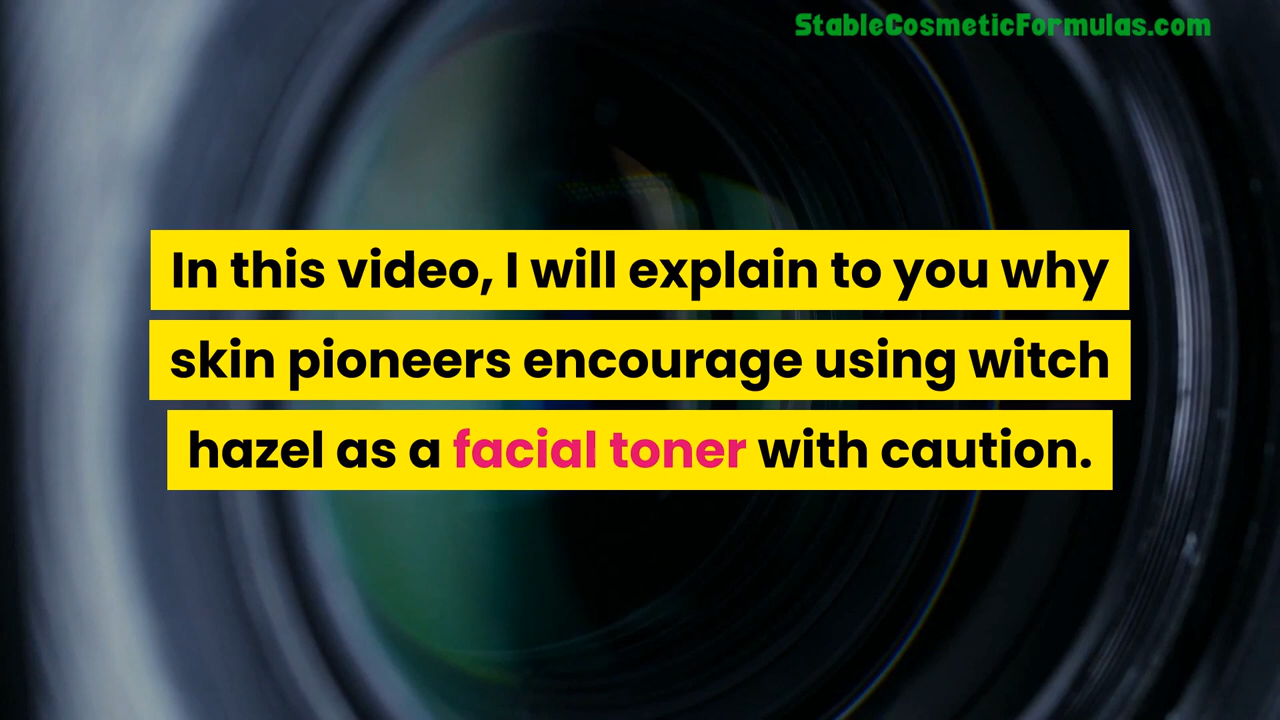 StableCosmeticFormulas.com
In this video, I will explain to you why
skin pioneers encourage using witch
hazel as a facial toner with caution.